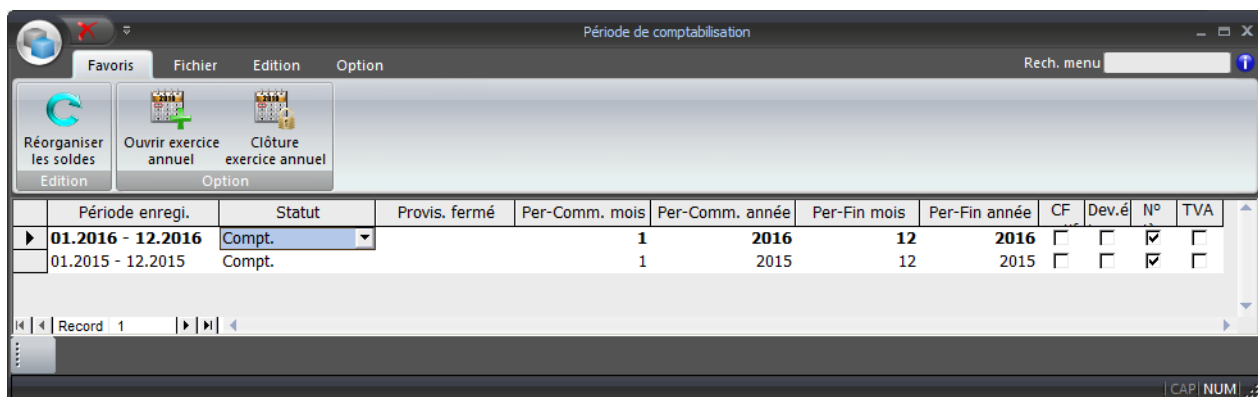 Période de comptabilisation
Favoris Fichier Edition Option Rech. menu
Réorganiser les soldes
Ouvrir exercice annuel
Clôture exercice annuel
Edition Option
Période enregi. Statut Provis. fermé Per-Comm. mois Per-Comm. année Per-Fin mois Per-Fin année CF Dev.é N° TVA
01.2016 - 12.2016 Compt. 1 2016 12 2016
01.2015 - 12.2015 Compt. 1 2015 12 2015
Record 1
CAP NUM